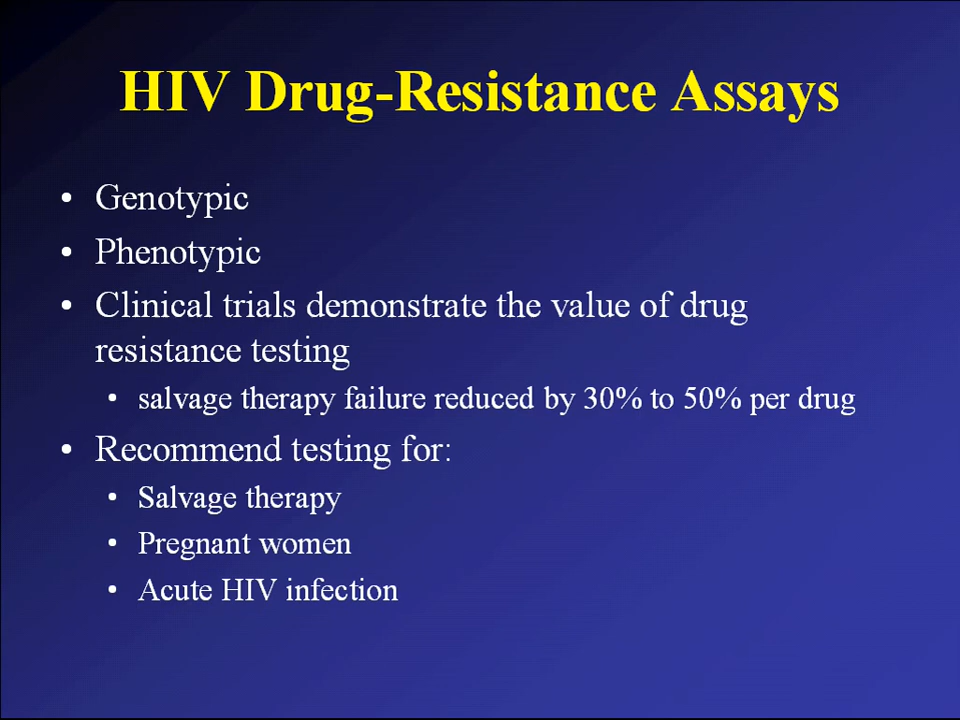 HIV Drug-Resistance Assays
• Genotypic
• Phenotypic
• Clinical trials demonstrate the value of drug
resistance testing
• salvage therapy failure reduced by 30% to 50% per drug
• Recommend testing for:
• Salvage therapy
• Pregnant women
• Acute HIV infection